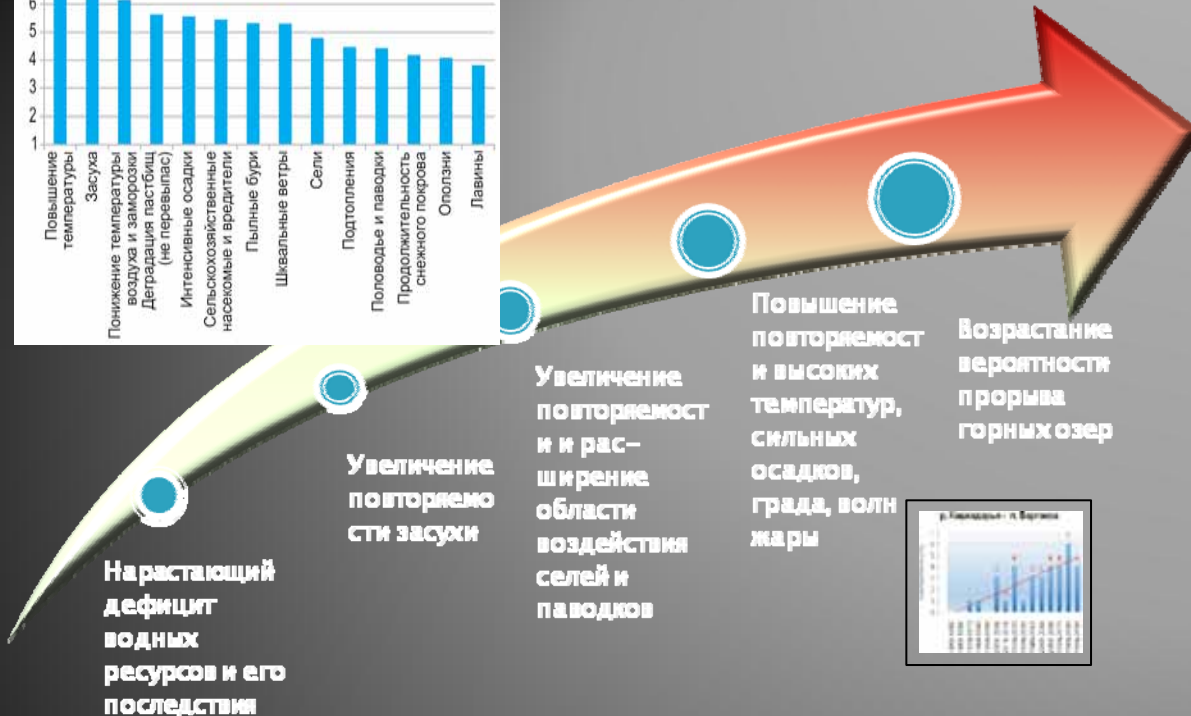 6
5
4
3
2
1
Повышение
температуры
Засуха
Понижение температуры
воздуха и заморозки
Деградация пастбищ
(не перевыпас)
Интенсивные осадки
Сельскохозяйственные
насекомые и вредители
Пыльные бури
Шквальные ветры
Сели
Подтопления
Половодье и паводки
Продолжительность
снежного покрова
Оползни
Лавины
Нарастающий
дефицит
водных
ресурсов и его
последствия
Увеличение
повторяемо
сти засухи
Увеличение
повторяемост
и и рас–
ширение
области
воздействия
селей и
паводков
Повышение
повторяемост
и высоких
температур,
сильных
осадков,
града, волн
жары
Возрастание
вероятности
прорыва
горных озер